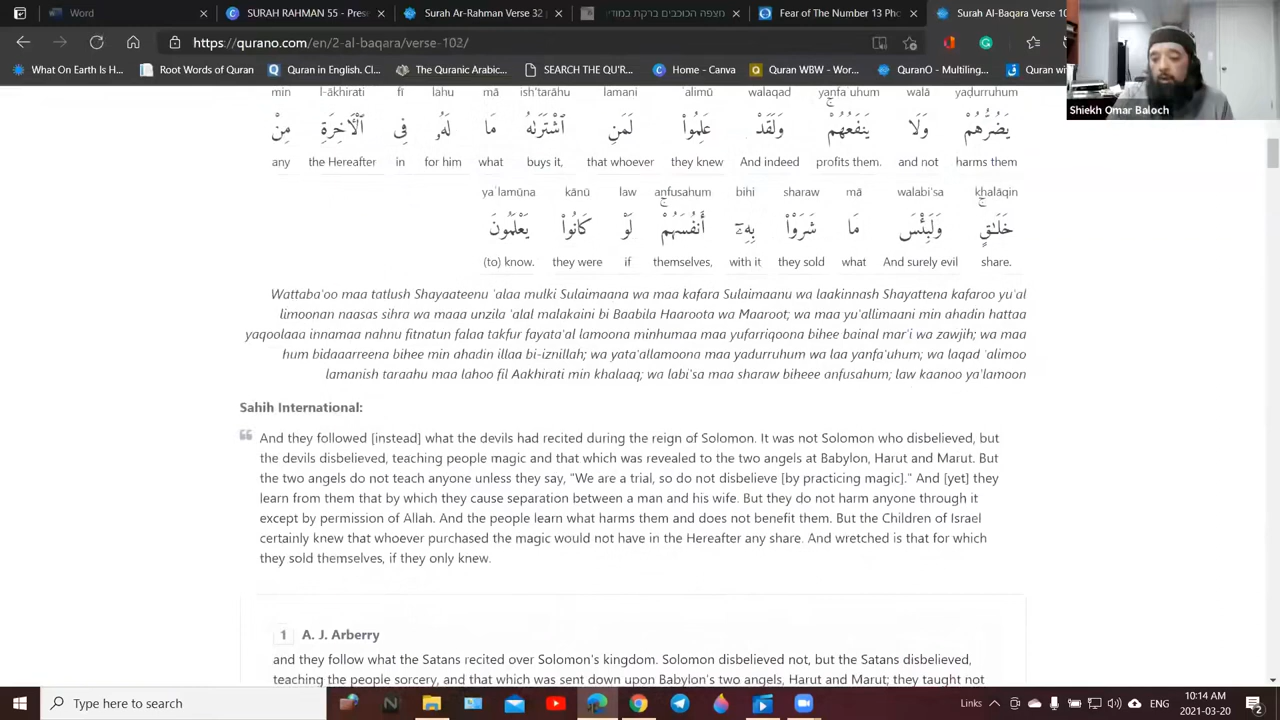 Word
SAHIH RAHMAN 55 -
Surah Ar-Rahman Verse 32
מצפה הכוכבים ברקת במודי
Fear of The Number 13 Pho
Surah Al-Baqara Verse 10
https://qurano.com/en/2-al-baqara/verse-102/
What On Earth Is H...
Root Words of Quran
Quran in English. Cl...
The Quranic Arabic...
SEARCH THE QU'R...
Home - Canva
Quran WBW - Wor...
QuranO - Multiling...
Quran wi
Shiekh Omar Baloch
min l-ākhirati fī lahu mā ish'tarāhu lamani ʿalimū walaqad yanfaʿuhum walā yaḍurruhum
يَضُرُّهُمْ وَلَا يَنفَعُهُمْ ۚ وَلَقَدْ عَلِمُوا۟ لَمَنِ ٱشْتَرَىٰهُ مَا لَهُۥ فِى ٱلْـَٔاخِرَةِ مِنْ
any the Hereafter in for him what buys it, that whoever they knew And indeed profits them. and not harms them
yaʿlamūna kānū law anfusahum bihi sharaw mā walabi'sa khalāqin
خَلَـٰقٍ ۚ وَلَبِئْسَ مَا شَرَوْا۟ بِهِۦٓ أَنفُسَهُمْ ۚ لَوْ كَانُوا۟ يَعْلَمُونَ
(to) know. they were if themselves, with it they sold what And surely evil share.
Wattaba'oo maa tatlush Shayaateenu 'alaa mulki Sulaimaana wa maa kafara Sulaimaanu wa laakinnash Shayattena kafaroo yu'al
limoonan naasas sihra wa maaa unzila 'alal malakaini bi Baabila Haaroota wa Maaroot; wa maa yu'allimaani min ahadin hattaa
yaqoolaaa innamaa nahnu fitnatun falaa takfur fayata'al lamoona minhumaa maa yufarriqoona bihee bainal mar'i wa zawjih; wa maa
hum bidaaarreena bihee min ahadin illaa bi-iznillah; wa yata'allamoona maa yadurruhum wa laa yanfa'uhum; wa laqad 'alimoo
lamanish taraahu maa lahoo fil Aakhirati min khalaaq; wa labi'sa maa sharaw biheee anfusahum; law kaanoo ya'lamoon
Sahih International:
And they followed [instead] what the devils had recited during the reign of Solomon. It was not Solomon who disbelieved, but
the devils disbelieved, teaching people magic and that which was revealed to the two angels at Babylon, Harut and Marut. But
the two angels do not teach anyone unless they say, "We are a trial, so do not disbelieve [by practicing magic]." And [yet] they
learn from them that by which they cause separation between a man and his wife. But they do not harm anyone through it
except by permission of Allah. And the people learn what harms them and does not benefit them. But the Children of Israel
certainly knew that whoever purchased the magic would not have in the Hereafter any share. And wretched is that for which
they sold themselves, if they only knew.
1 A. J. Arberry
and they follow what the Satans recited over Solomon's kingdom. Solomon disbelieved not, but the Satans disbelieved,
teaching the people sorcery, and that which was sent down upon Babylon's two angels, Harut and Marut; they taught not
Type here to search
Links
ENG
10:14 AM
2021-03-20
2